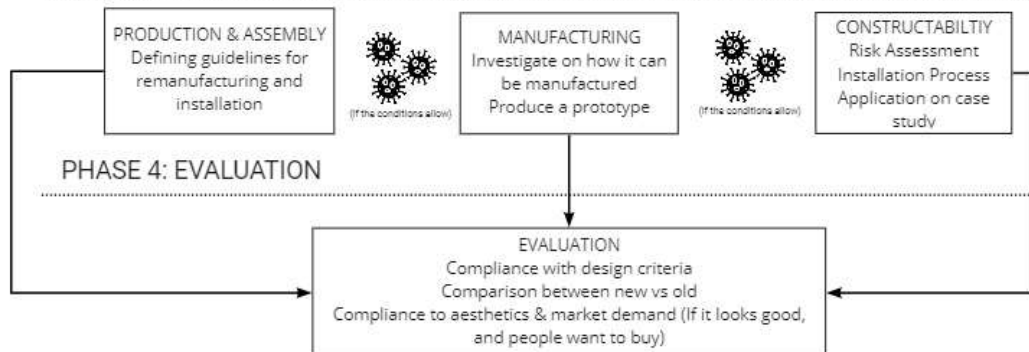 PRODUCTION & ASSEMBLY
Defining guidelines for
remanufacturing and
installation
(If the conditions allow)
MANUFACTURING
Investigate on how it can
be manufactured
Produce a prototype
(If the conditions allow)
CONSTRUCTABILTIY
Risk Assessment
Installation Process
Application on case
study
PHASE 4: EVALUATION
EVALUATION
Compliance with design criteria
Comparison between new vs old
Compliance to aesthetics & market demand (If it looks good,
and people want to buy)